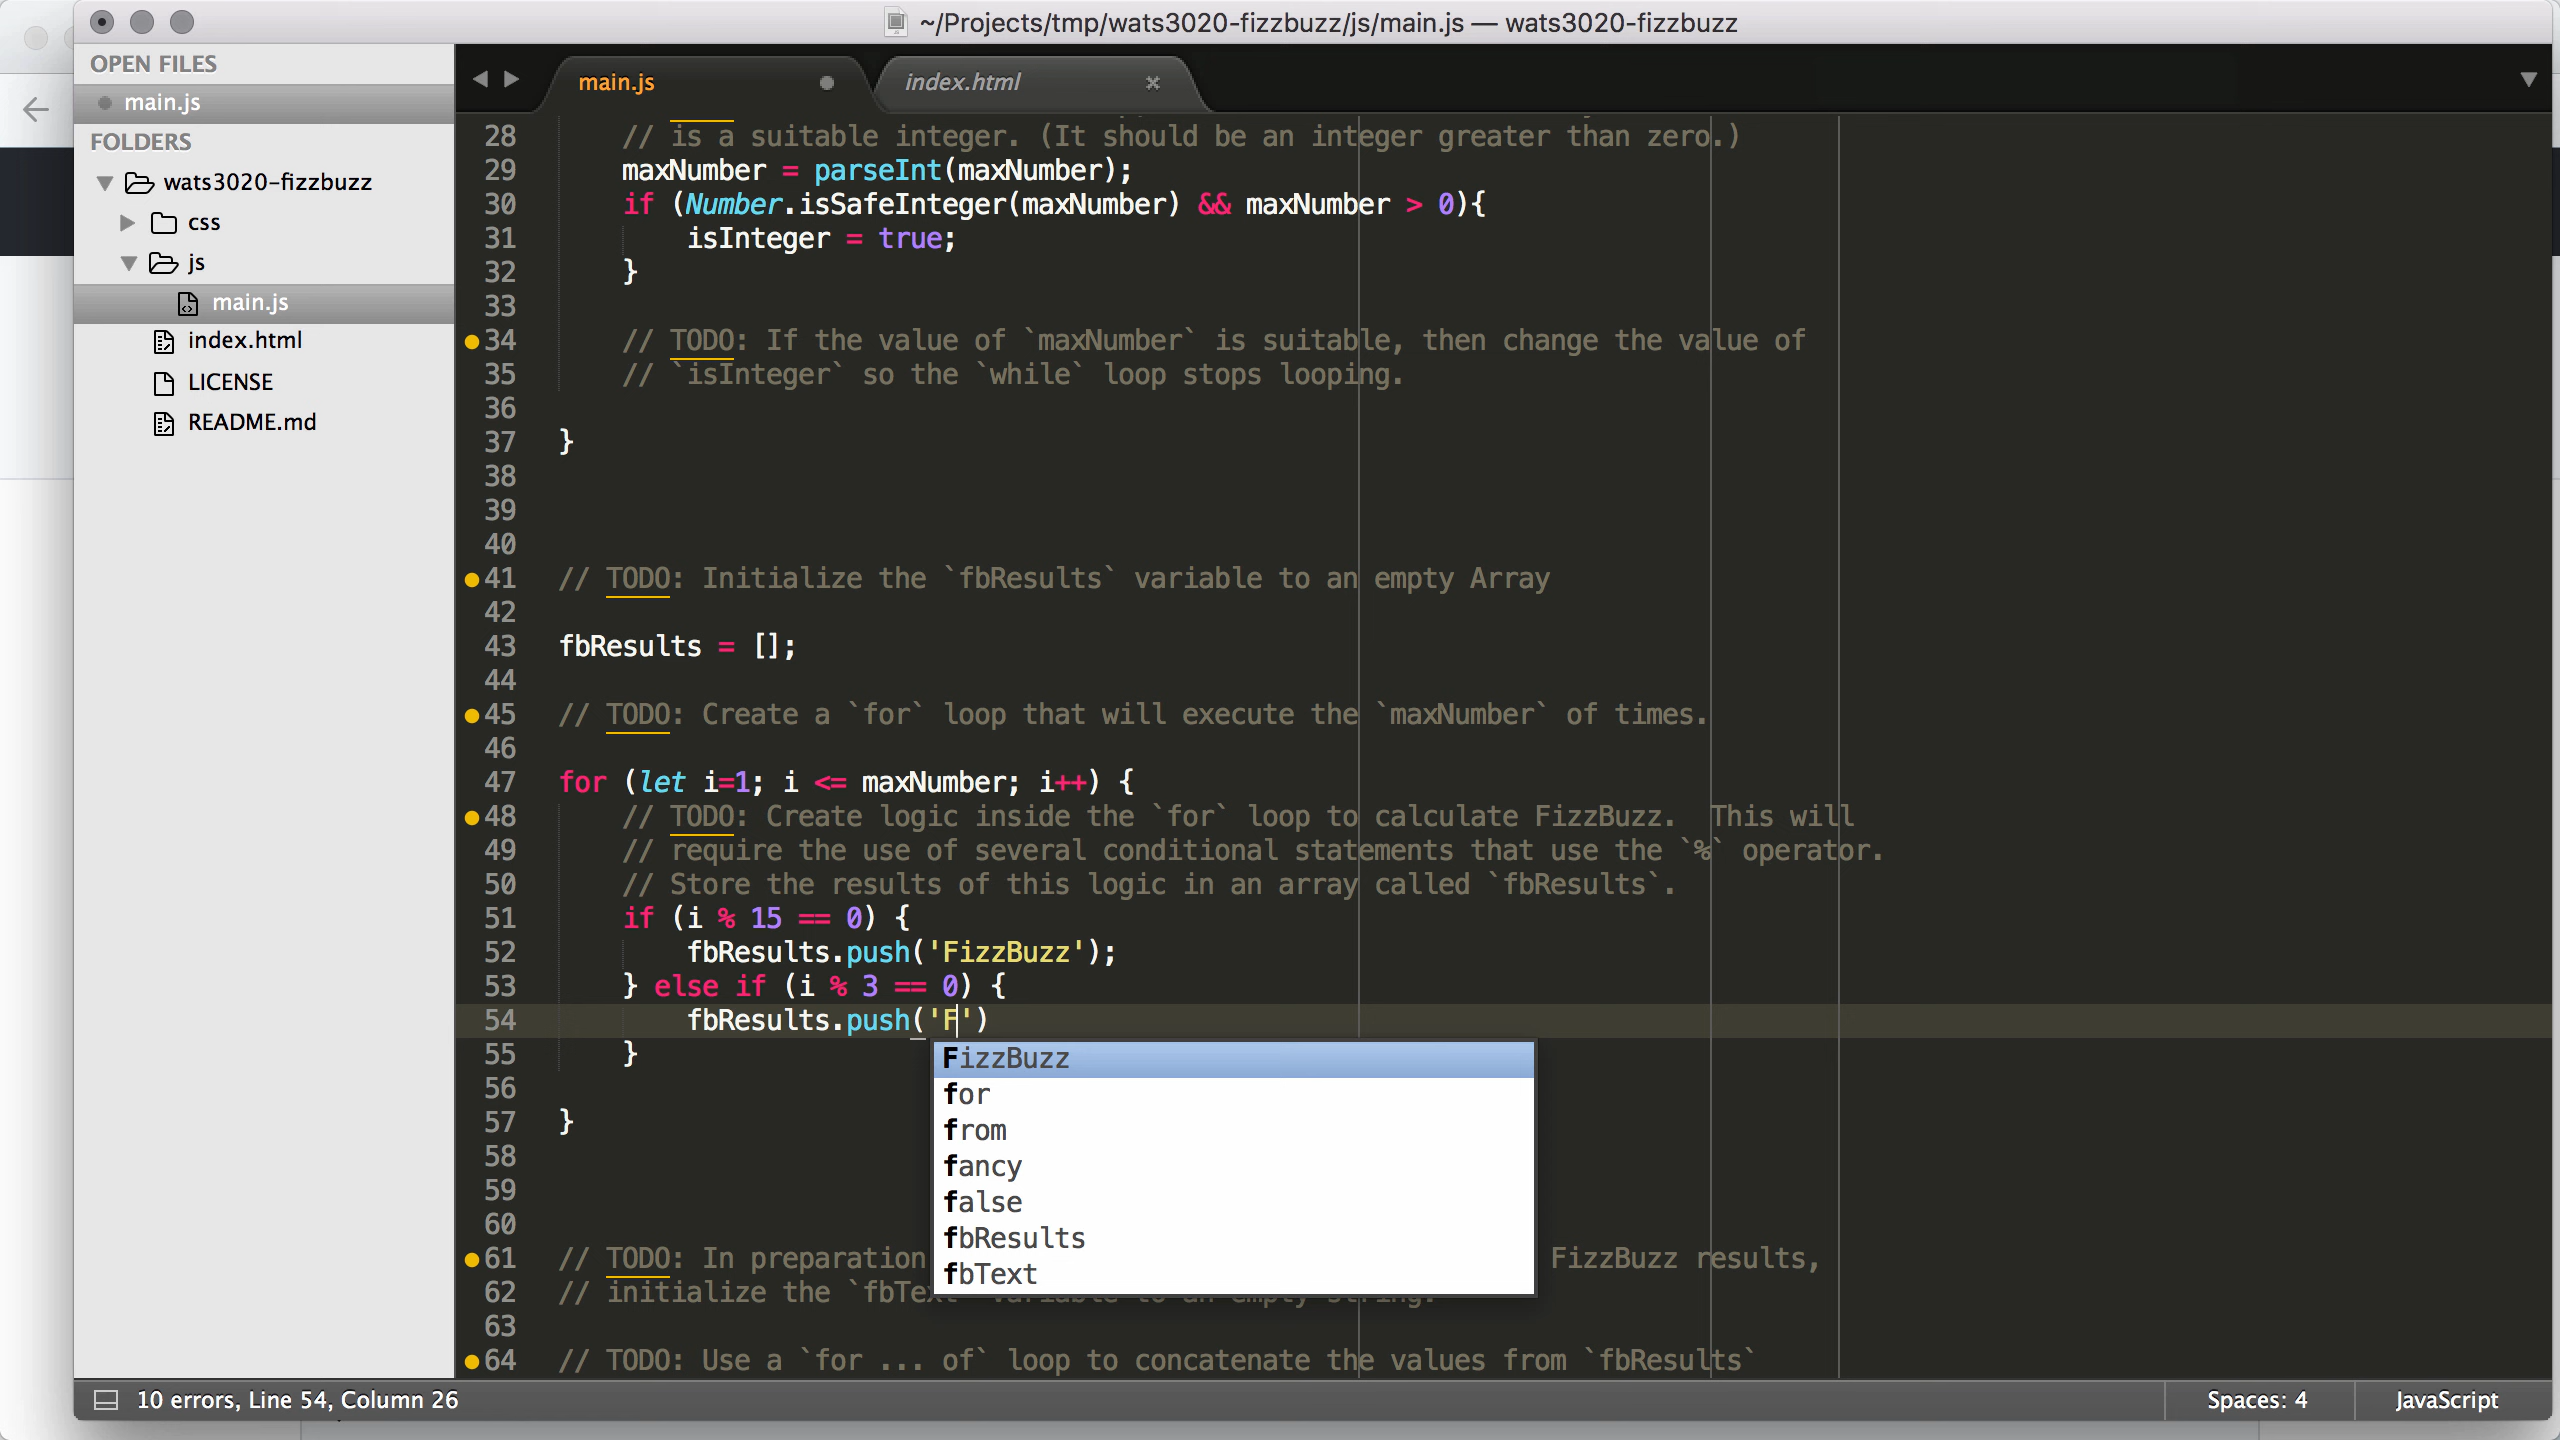 ~/Projects/tmp/wats3020-fizzbuzz/js/main.js — wats3020-fizzbuzz
OPEN FILES
main.js
FOLDERS
wats3020-fizzbuzz
css
js
main.js
index.html
LICENSE
README.md
main.js
index.html
28 // is a suitable integer. (It should be an integer greater than zero.)
29 maxNumber = parseInt(maxNumber);
30 if (Number.isSafeInteger(maxNumber) && maxNumber > 0){
31 isInteger = true;
32 }
33
34 // TODO: If the value of `maxNumber` is suitable, then change the value of
35 // `isInteger` so the `while` loop stops looping.
36
37 }
38
39
40
41 // TODO: Initialize the `fbResults` variable to an empty Array
42
43 fbResults = [];
44
45 // TODO: Create a `for` loop that will execute the `maxNumber` of times.
46
47 for (let i=1; i <= maxNumber; i++) {
48 // TODO: Create logic inside the `for` loop to calculate FizzBuzz.  This will
49 // require the use of several conditional statements that use the `%` operator.
50 // Store the results of this logic in an array called `fbResults`.
51 if (i % 15 == 0) {
52 fbResults.push('FizzBuzz');
53 } else if (i % 3 == 0) {
54 fbResults.push('F')
55 }
56
57 }
58
59
60
61 // TODO: In preparation FizzBuzz results,
62 // initialize the `fbText` variable to an empty string.
63
64 // TODO: Use a `for ... of` loop to concatenate the values from `fbResults`
FizzBuzz
for
from
fancy
false
fbResults
fbText
10 errors, Line 54, Column 26
Spaces: 4
JavaScript